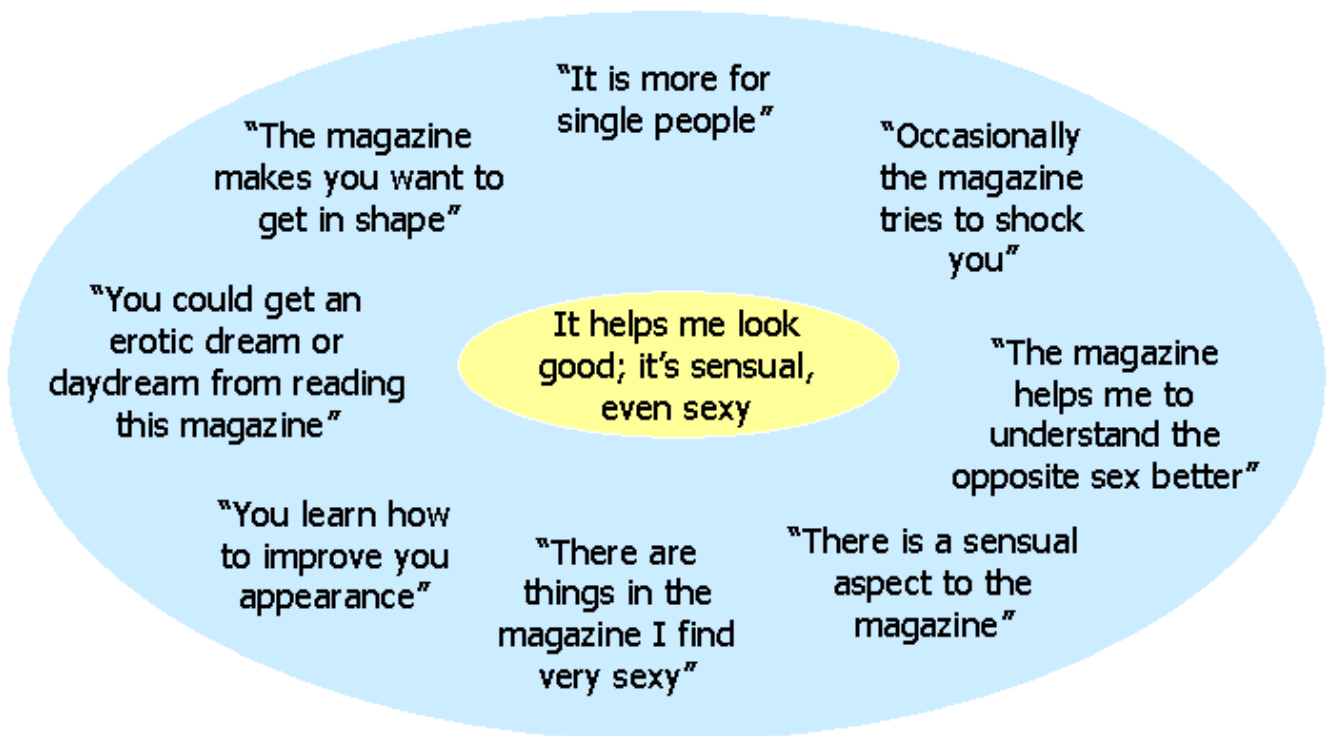 “It is more for
single people”
“The magazine
makes you want to
get in shape”
“Occasionally
the magazine
tries to shock
you”
“You could get an
erotic dream or
daydream from reading
this magazine”
It helps me look
good; it’s sensual,
even sexy
“The magazine
helps me to
understand the
opposite sex better”
“You learn how
to improve you
appearance”
“There are
things in the
magazine I find
very sexy”
“There is a sensual
aspect to the
magazine”